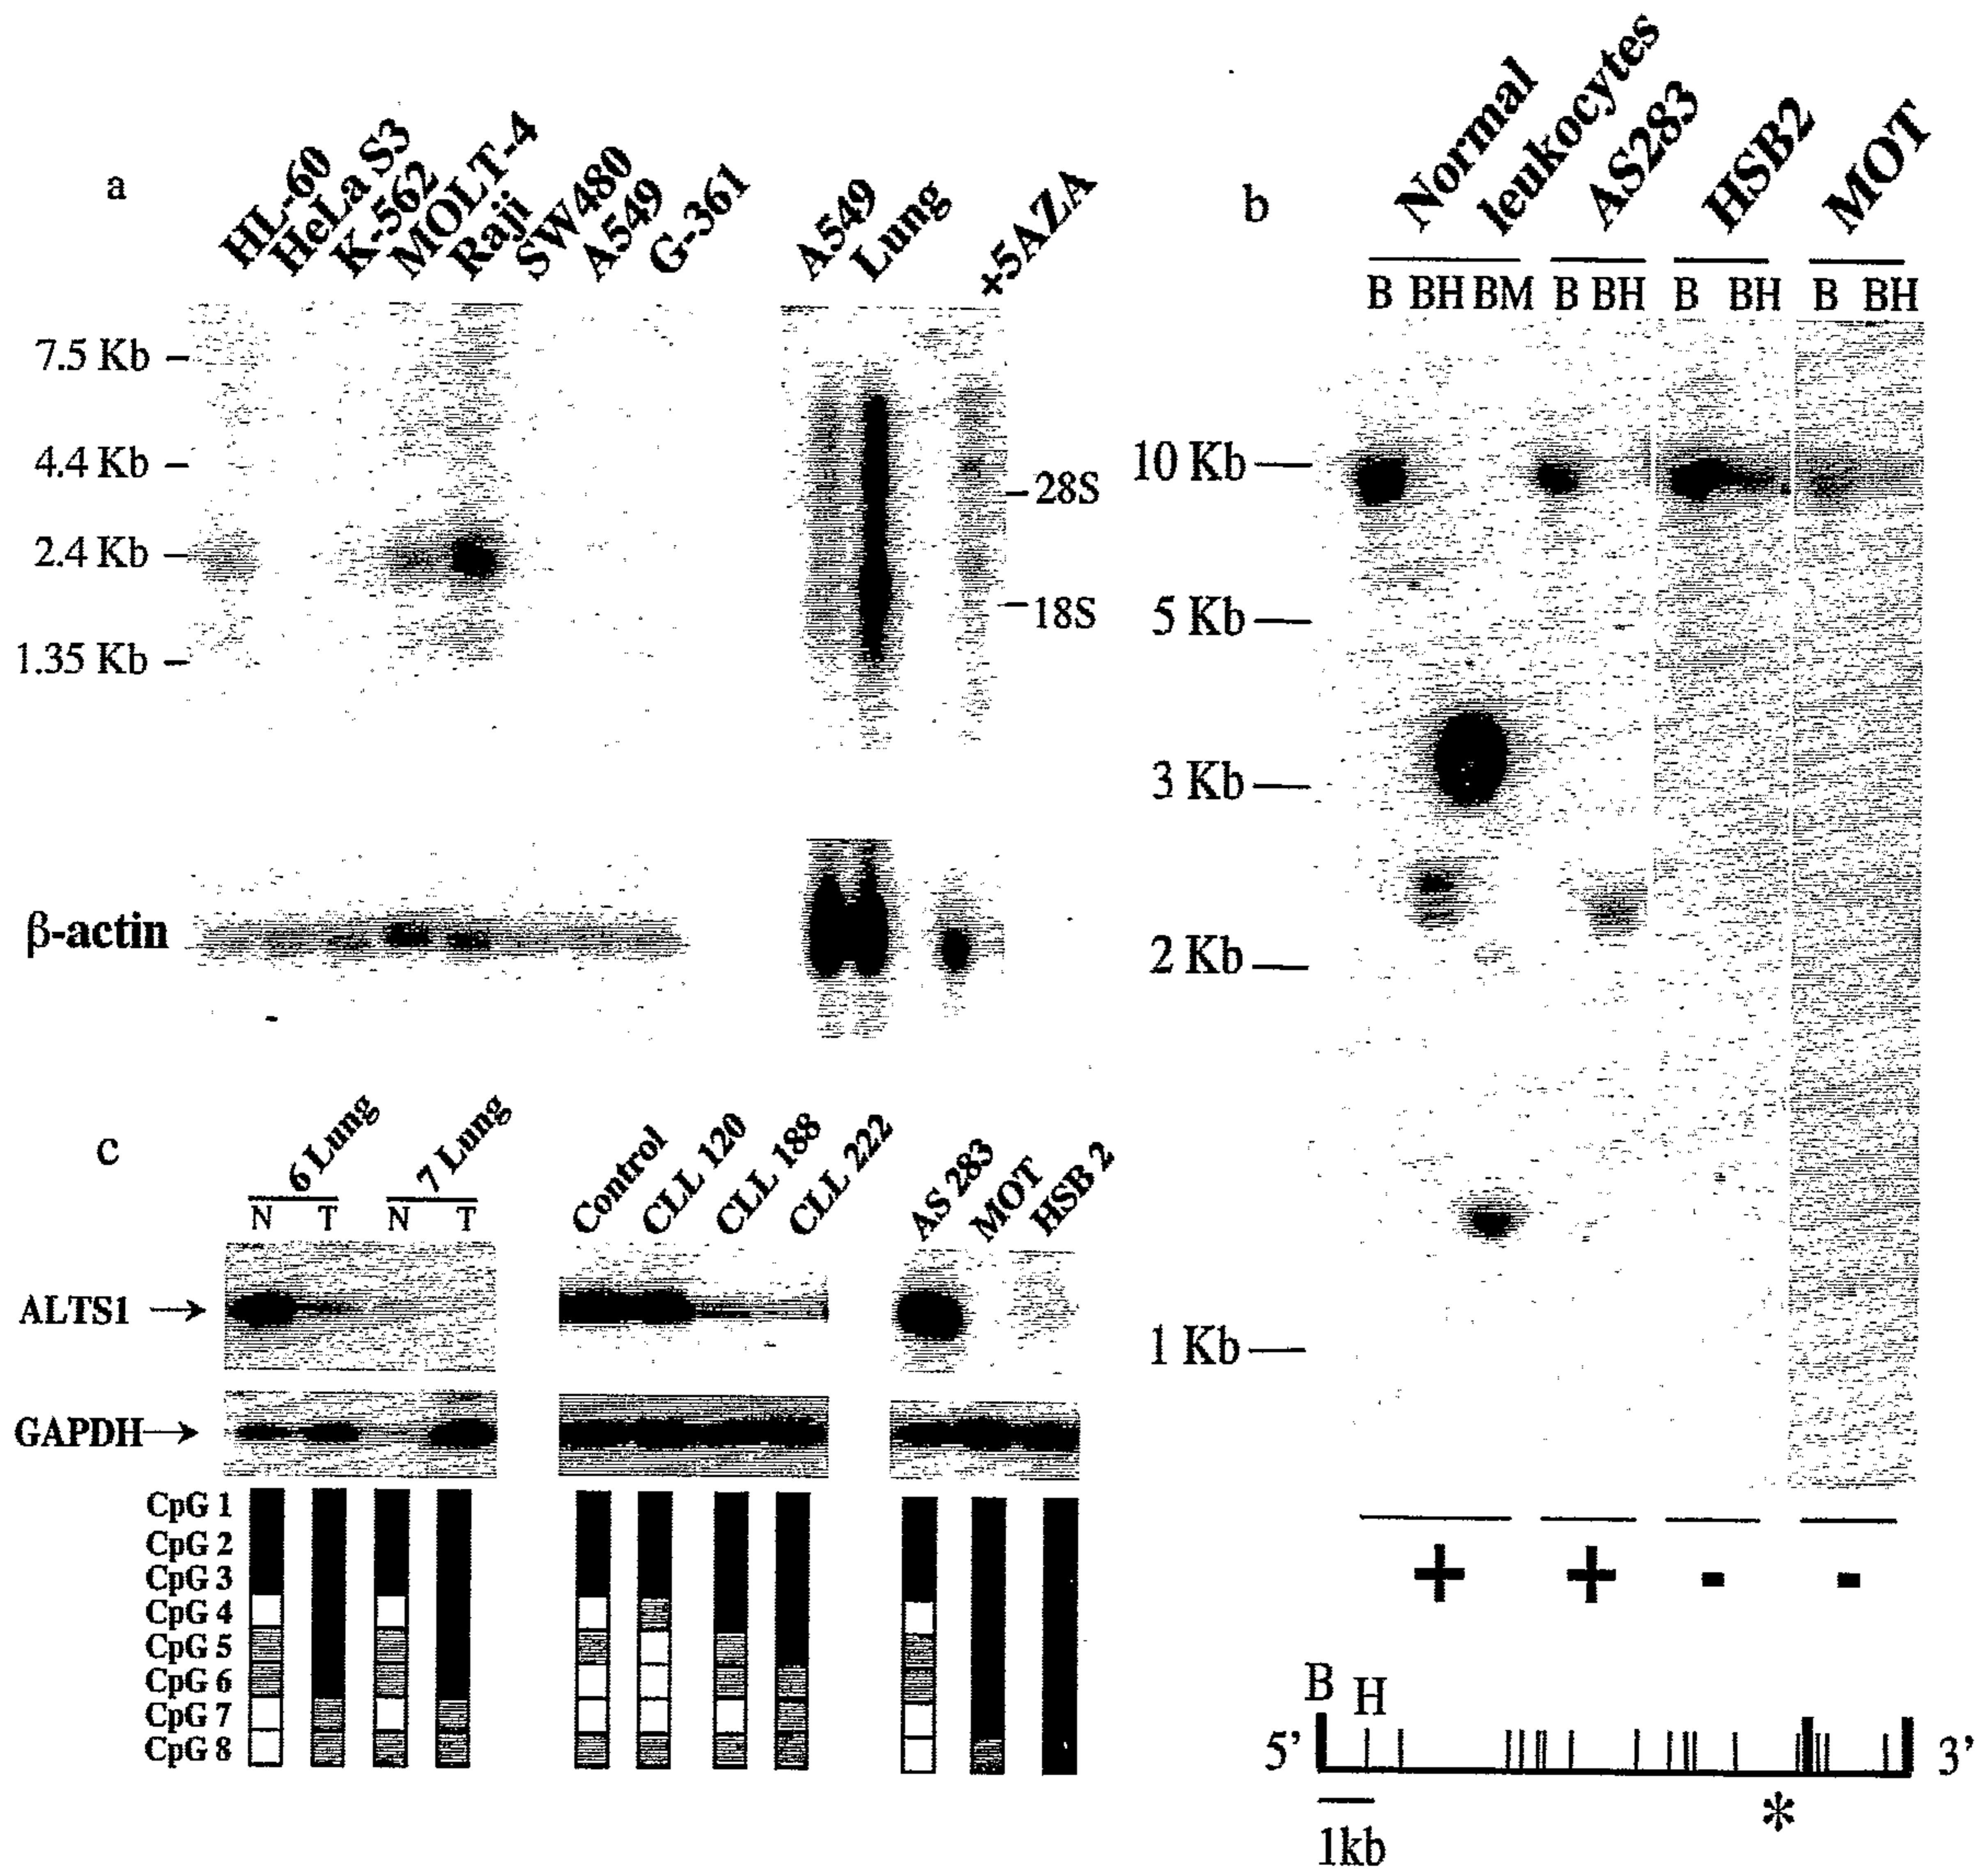 a
HL-60
HeLa S3
K-562
MOLT-4
Raji
SW480
A549
G-361
A549
Lung
+5AZA
7.5 Kb
4.4 Kb
2.4 Kb
1.35 Kb
28S
18S
β-actin
b
Normal
leukocytes
AS283
HSB2
MOT
B BH BM B BH B BH B BH
10 Kb
5 Kb
3 Kb
2 Kb
1 Kb
+ + - -
B H
5' 3'
*
1kb
c
6 Lung
7 Lung
N T N T
Control
CLL 120
CLL 188
CLL 222
AS 283
MOT
HSB 2
ALTS1
GAPDH
CpG 1
CpG 2
CpG 3
CpG 4
CpG 5
CpG 6
CpG 7
CpG 8